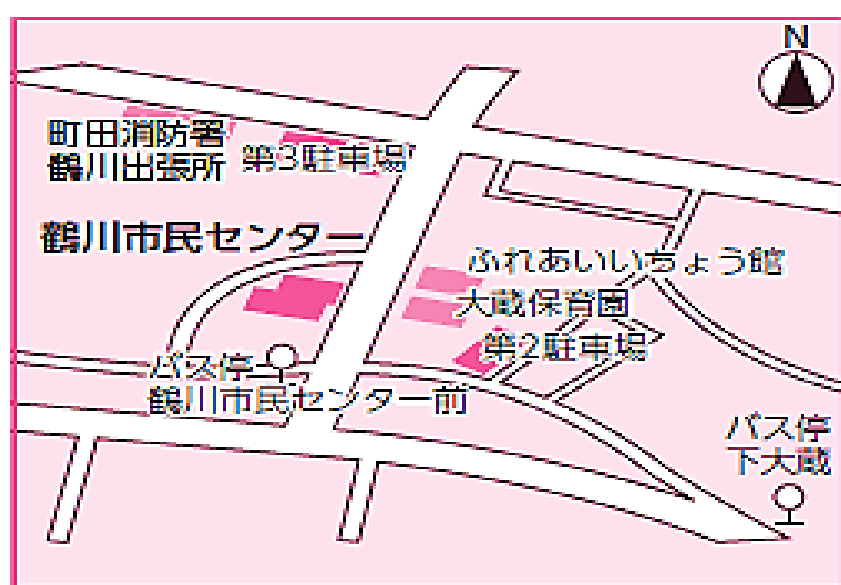 N
町田消防署
鶴川出張所
第3駐車場
鶴川市民センター
ふれあいいちょう館
大蔵保育園
第2駐車場
バス停
鶴川市民センター前
バス停
下大蔵